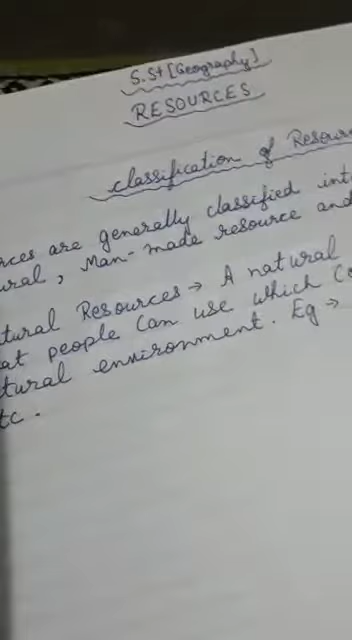 S.St [Geography]
RESOURCES
classification of Resour
rces are generally classified int
ural, Man-made resource and
tural Resources → A natural
at people can use which co
tural environment. Eg →
tc.